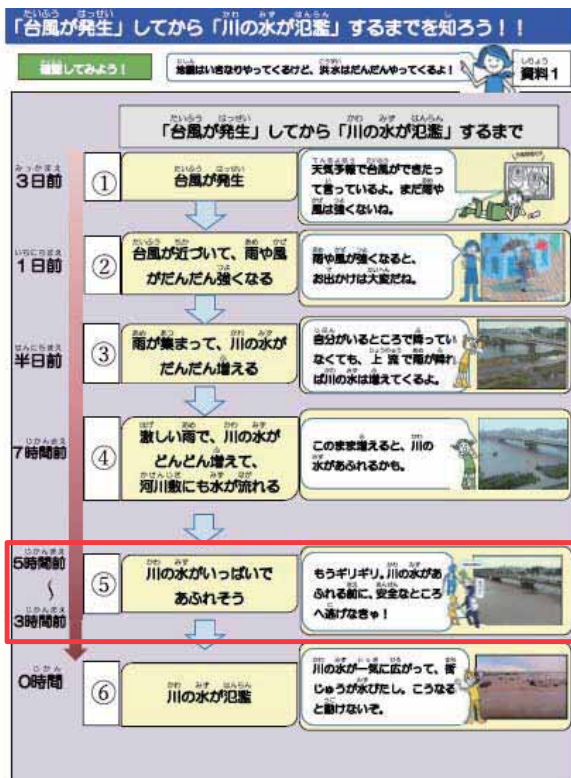 「台風が発生」してから「川の水が氾濫」するまでを知ろう！！
確認してみよう！
地震はいきなりやってくるけど、洪水はだんだんやってくるよ！
資料1
「台風が発生」してから「川の水が氾濫」するまで
3日前
① 台風が発生
天気予報で台風ができたっ
て言っているよ。まだ雨や
風は強くないね。
1日前
② 台風が近づいて、雨や風
がだんだん強くなる
雨や風が強くなると、
お出かけは大変だね。
半日前
③ 雨が集まって、川の水が
だんだん増える
自分がいるところで降ってい
なくても、上流で雨が降れ
ば川の水は増えてくるよ。
7時間前
④ 激しい雨で、川の水が
どんどん増えて、
河川敷にも水が流れる
このまま増えると、川の
水があふれるかも。
5時間前
～
3時間前
⑤ 川の水がいっぱいで
あふれそう
もうギリギリ。川の水があ
ふれる前に、安全なところ
へ逃げなきゃ！
0時間
⑥ 川の水が氾濫
川の水が一気に広がって、街
じゅうが水びたし。こうなる
と動けないぞ。